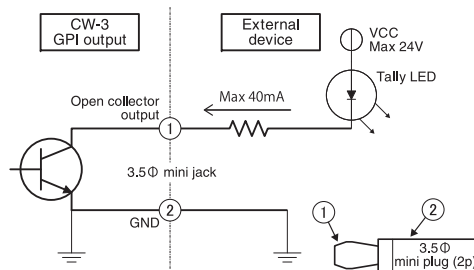 CW-3
GPI output
External
device
VCC
Max 24V
Tally LED
Max 40mA
Open collector
output
1
3.5Φ mini jack
2
GND
1
2
3.5Φ
mini plug (2p)